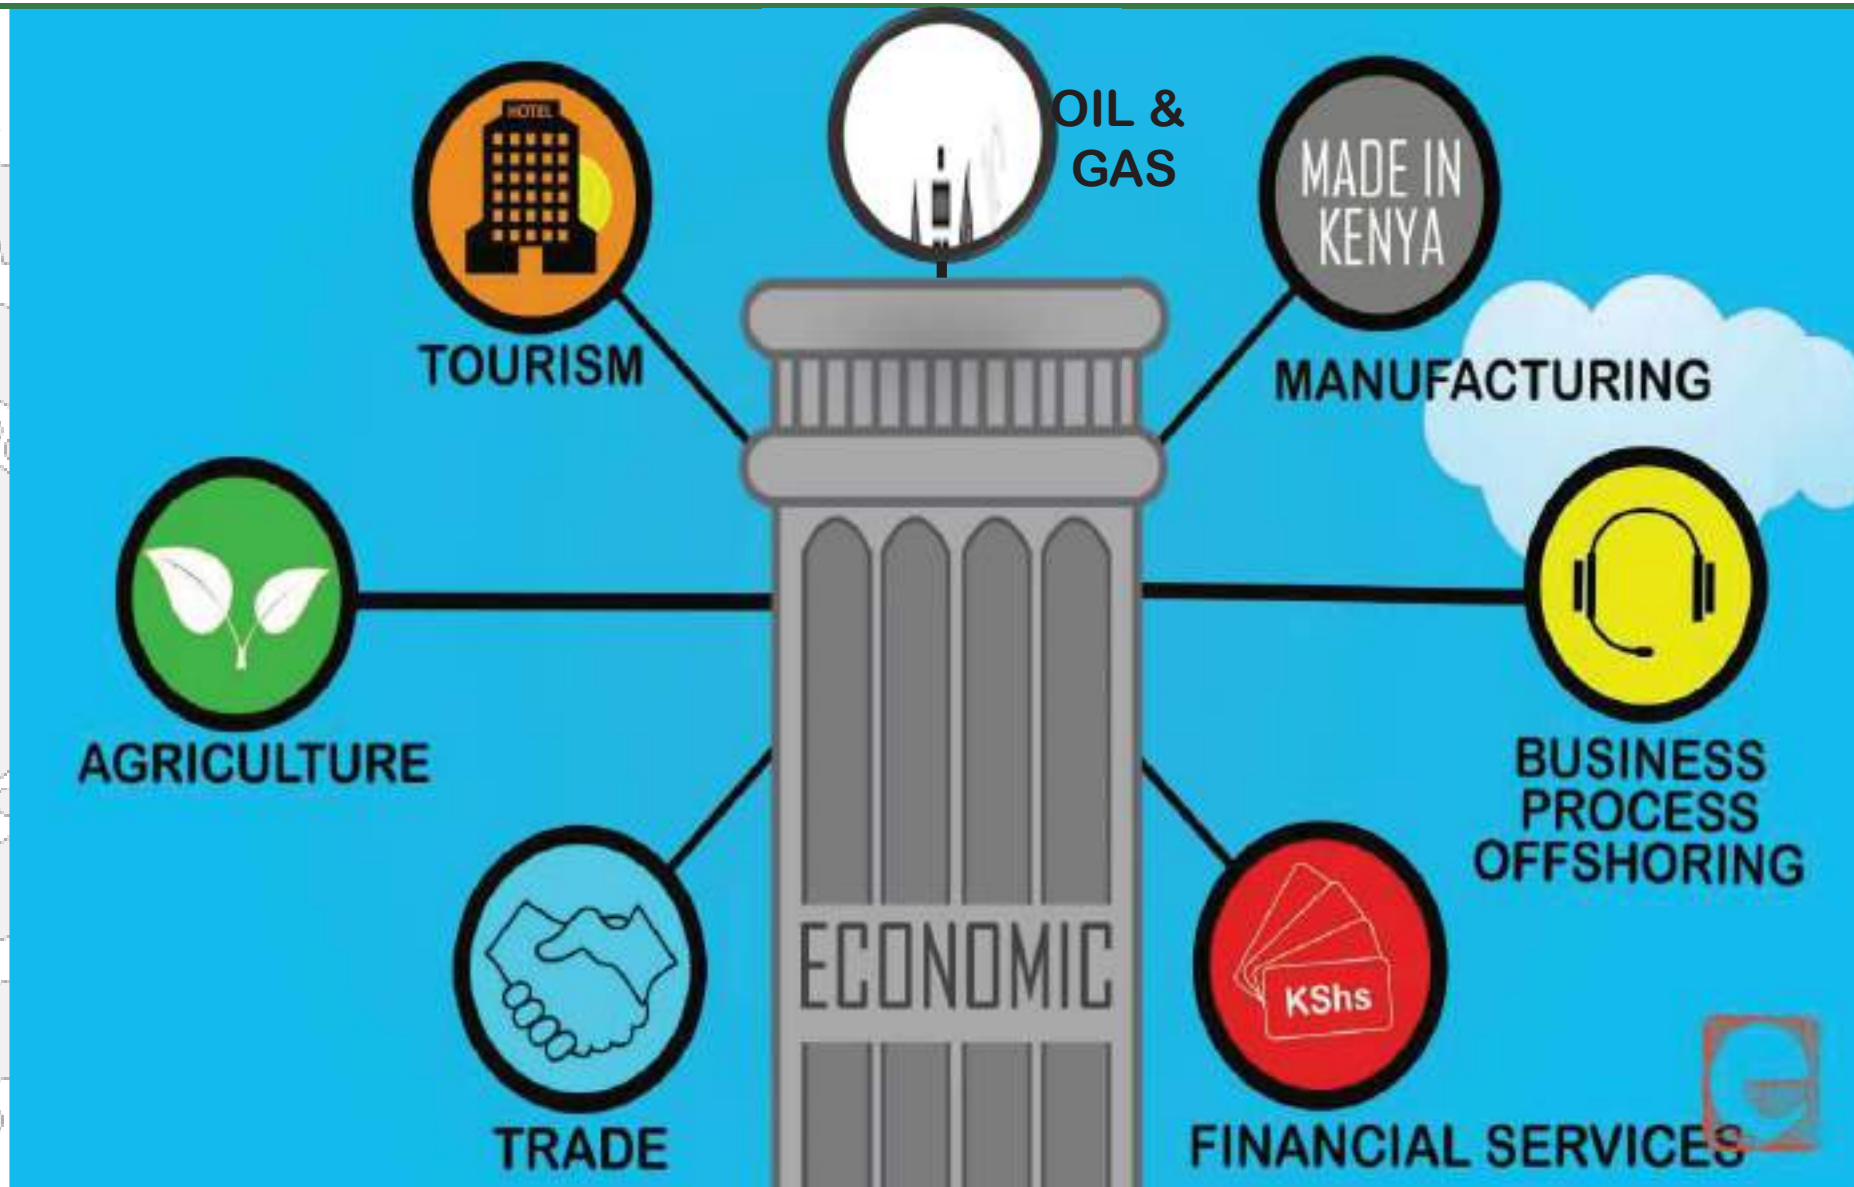 HOTEL
OIL &
GAS
MADE IN
KENYA
TOURISM
MANUFACTURING
AGRICULTURE
BUSINESS
PROCESS
OFFSHORING
ECONOMIC
KShs
TRADE
FINANCIAL SERVICES